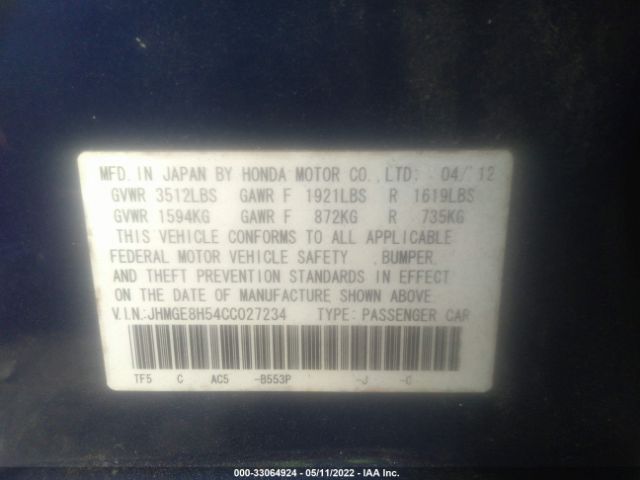 MFD. IN JAPAN BY HONDA MOTOR CO., LTD: 04/12
GVWR 3512LBS GAWR F 1921LBS R 1619LBS
GVWR 1594KG GAWR F 872KG R 735KG
THIS VEHICLE CONFORMS TO ALL APPLICABLE
FEDERAL MOTOR VEHICLE SAFETY , BUMPER,
AND THEFT PREVENTION STANDARDS IN EFFECT
ON THE DATE OF MANUFACTURE SHOWN ABOVE.
V.I.N.:JHMGE8H54CC027234 TYPE: PASSENGER CAR
TF5 C AC5 -B553P -J -C
000-33064924 - 05/11/2022 - IAA Inc.